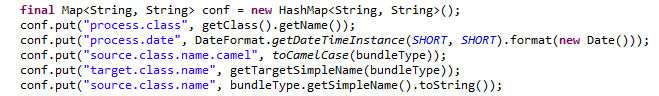 final Map<String, String> conf = new HashMap<String, String>();
conf.put("process.class", getClass().getName());
conf.put("process.date", DateFormat.getDateTimeInstance(SHORT, SHORT).format(new Date()));
conf.put("source.class.name.camel", toCamelCase(bundleType));
conf.put("target.class.name", getTargetSimpleName(bundleType));
conf.put("source.class.name", bundleType.getSimpleName().toString());